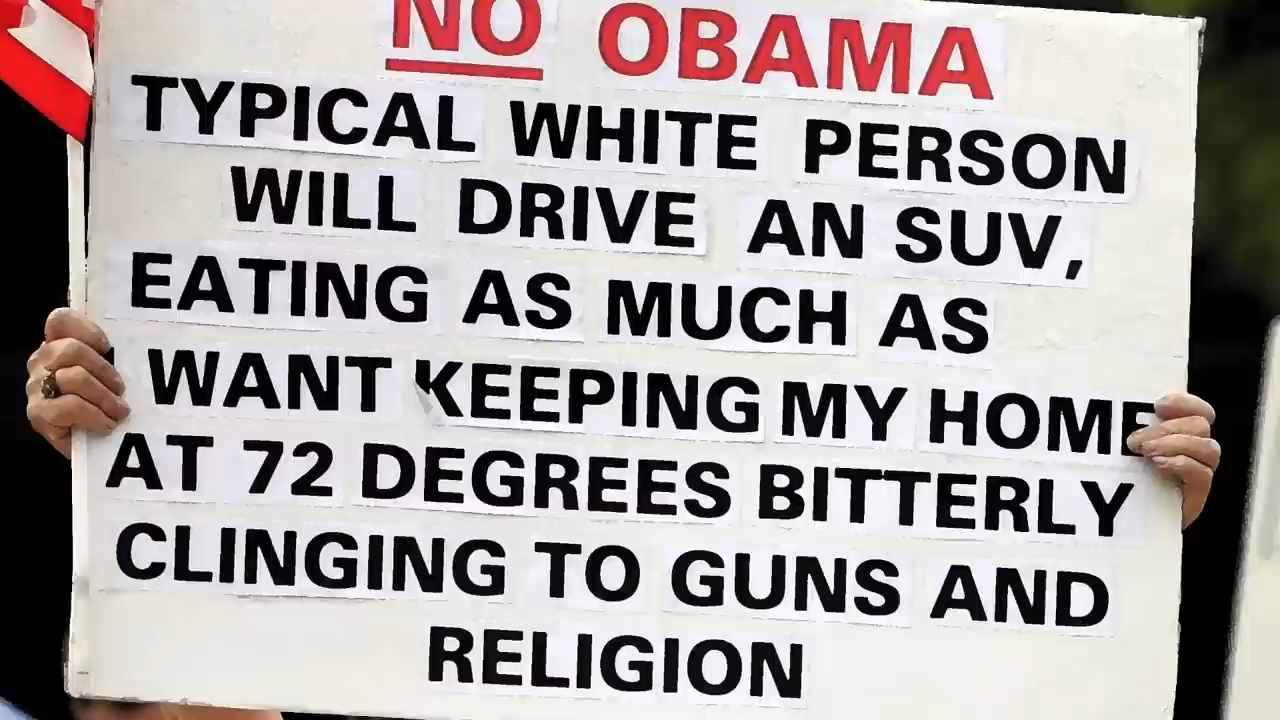 NO OBAMA
TYPICAL WHITE PERSON
WILL DRIVE AN SUV,
EATING AS MUCH AS
I WANT KEEPING MY HOME
AT 72 DEGREES BITTERLY
CLINGING TO GUNS AND
RELIGION